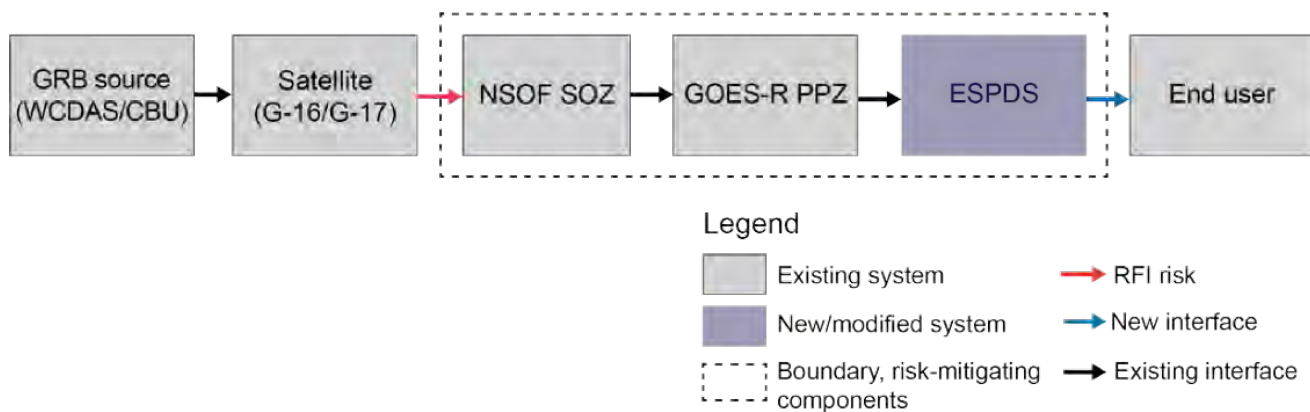 GRB source
(WCDAS/CBU)
Satellite
(G-16/G-17)
NSOF SOZ
GOES-R PPZ
ESPDS
End user
Legend
Existing system
New/modified system
Boundary, risk-mitigating
components
RFI risk
New interface
Existing interface